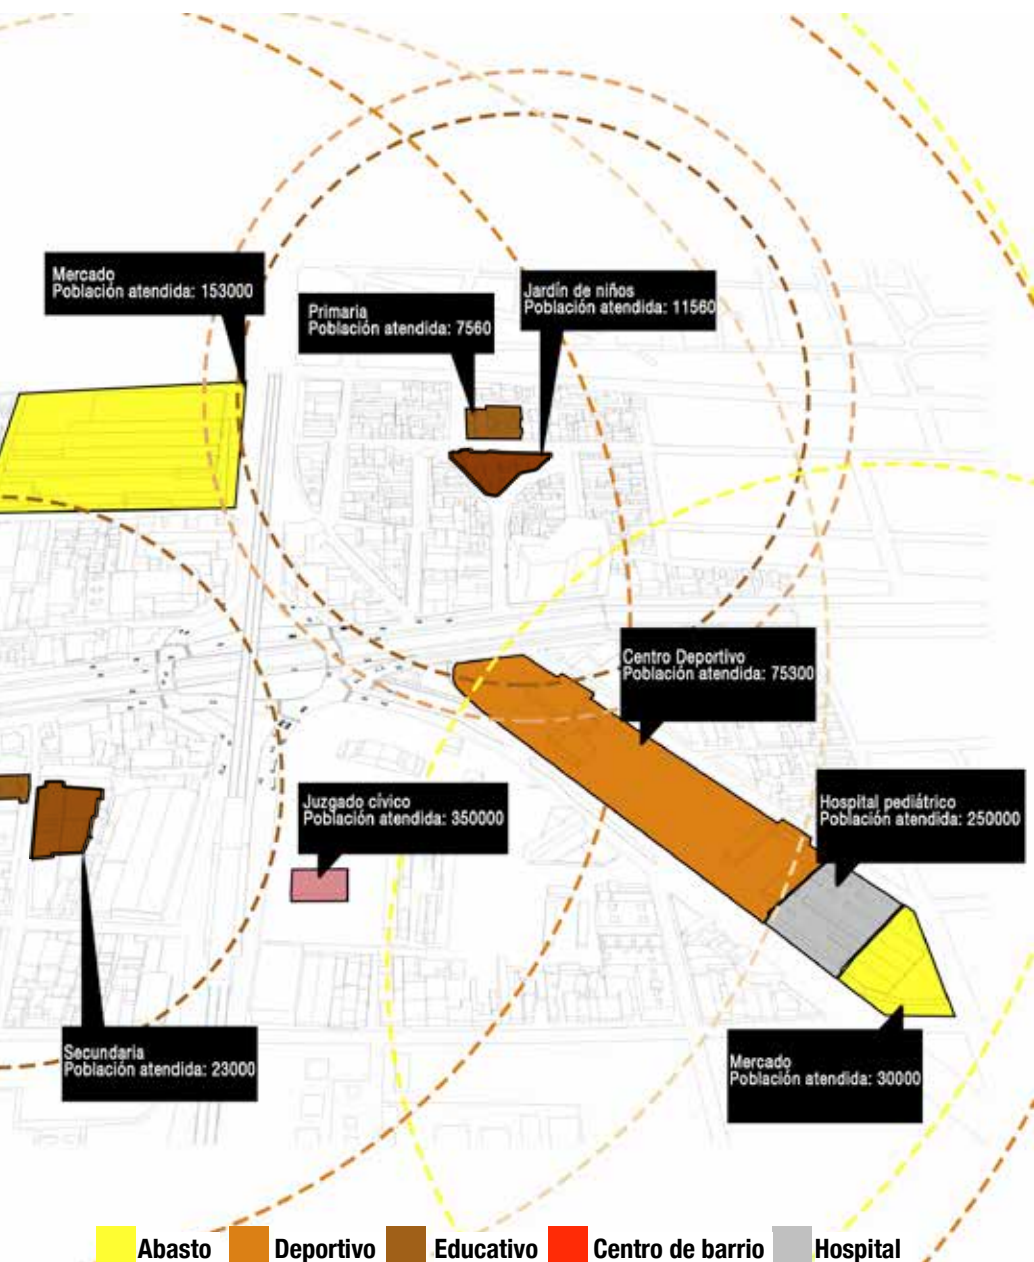 Mercado
Población atendida: 153000
Primaria
Población atendida: 7560
Jardín de niños
Población atendida: 11560
Centro Deportivo
Población atendida: 75300
Juzgado cívico
Población atendida: 350000
Hospital pediátrico
Población atendida: 250000
Secundaria
Población atendida: 23000
Mercado
Población atendida: 30000
Abasto Deportivo Educativo Centro de barrio Hospital